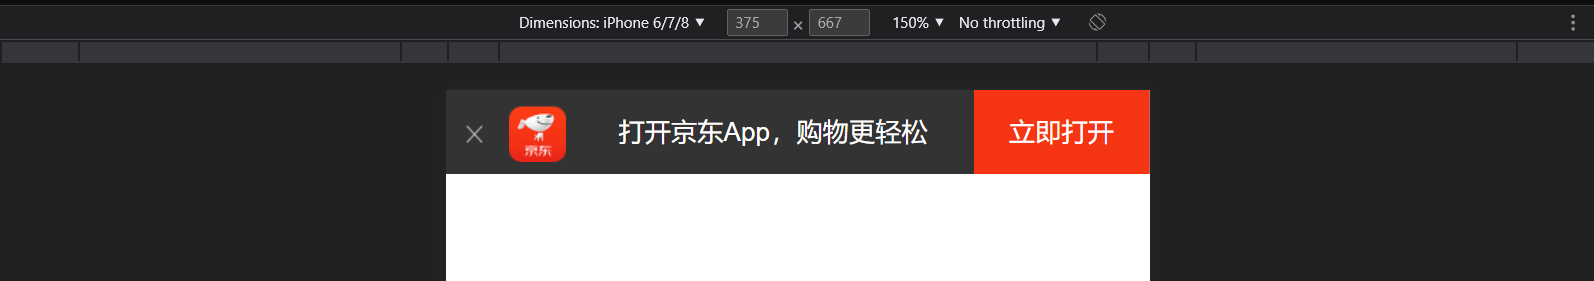 Dimensions: iPhone 6/7/8 ▼ 375 × 667 150% ▼ No throttling ▼
× 京东 打开京东App，购物更轻松 立即打开